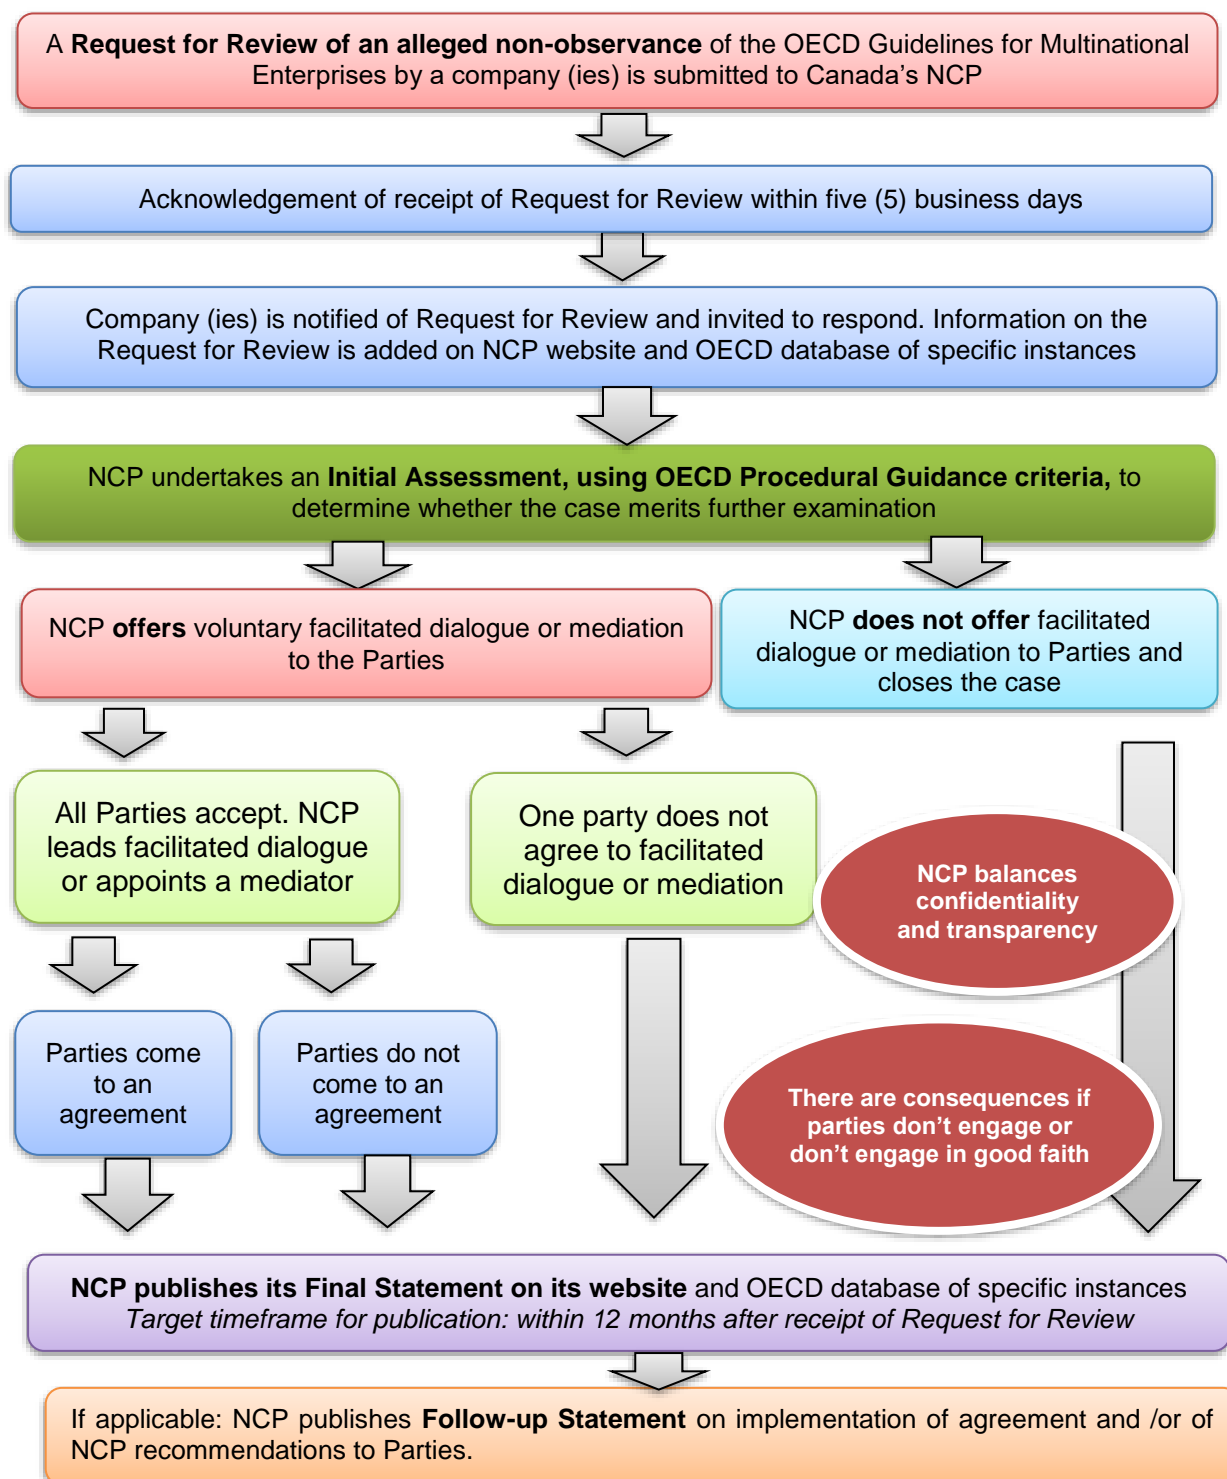 A Request for Review of an alleged non-observance of the OECD Guidelines for Multinational
Enterprises by a company (ies) is submitted to Canada’s NCP
Acknowledgement of receipt of Request for Review within five (5) business days
Company (ies) is notified of Request for Review and invited to respond. Information on the
Request for Review is added on NCP website and OECD database of specific instances
NCP undertakes an Initial Assessment, using OECD Procedural Guidance criteria, to
determine whether the case merits further examination
NCP offers voluntary facilitated dialogue or mediation
to the Parties
NCP does not offer facilitated
dialogue or mediation to Parties and
closes the case
All Parties accept. NCP
leads facilitated dialogue
or appoints a mediator
One party does not
agree to facilitated
dialogue or mediation
NCP balances
confidentiality
and transparency
Parties come
to an
agreement
Parties do not
come to an
agreement
There are consequences if
parties don’t engage or
don’t engage in good faith
NCP publishes its Final Statement on its website and OECD database of specific instances
Target timeframe for publication: within 12 months after receipt of Request for Review
If applicable: NCP publishes Follow-up Statement on implementation of agreement and /or of
NCP recommendations to Parties.